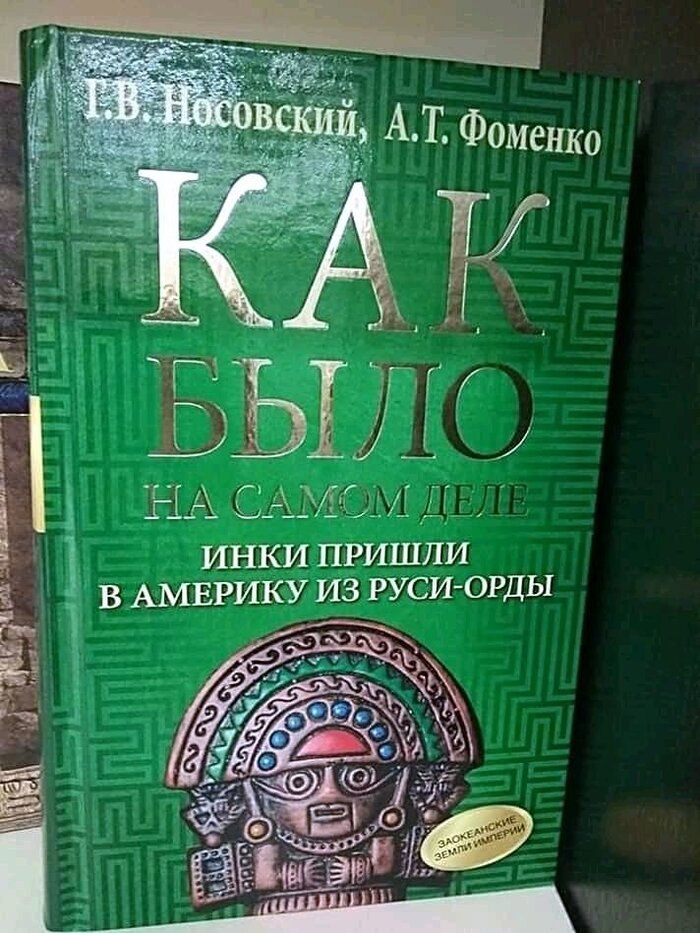 Г.В. Носовский, А.Т. Фоменко
КАК
БЫЛО
НА САМОМ ДЕЛЕ
ИНКИ ПРИШЛИ
В АМЕРИКУ ИЗ РУСИ-ОРДЫ
ЗАОКЕАНСКИЕ
ЗЕМЛИ ИМПЕРИИ